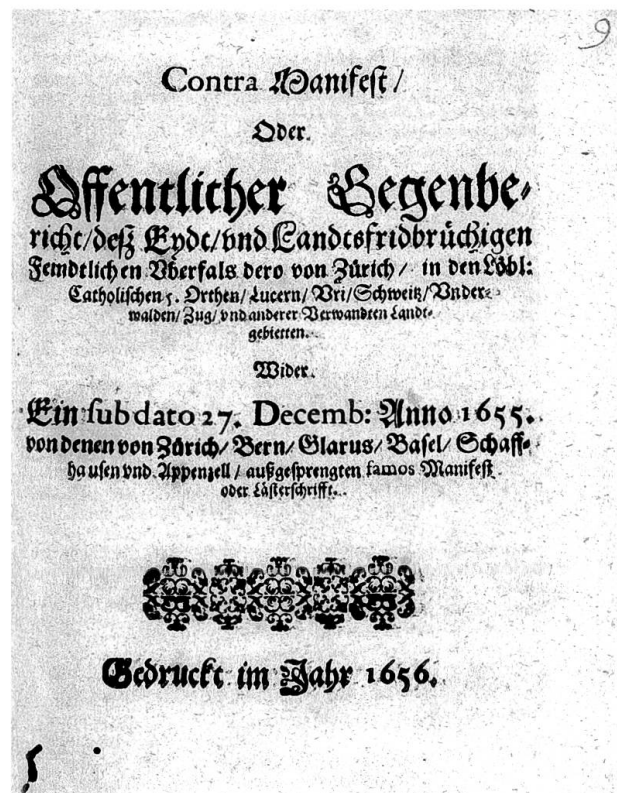 9
Contra Manifest /
Oder.
Offentlicher Gegenbe⸗
richt/deß Eydt/vnd Landtsfridbrüchigen
Feindtlichen Vberfals dero von Zürich/ in den Löbl:
Catholischen 5. Orthen/Lucern/Vri/Schweitz/Vnder⸗
walden/Zug/vnd anderer Verwandten Landt⸗
gebietten.
Wider.
Ein sub dato 27. Decemb: Anno 1655.
von denen von Zürich/ Bern/ Glarus/ Basel/ Schaff⸗
hausen vnd Appenzell / außgesprengten famos Manifest
oder Lästerschrifft.
Gedruckt im Jahr 1656.